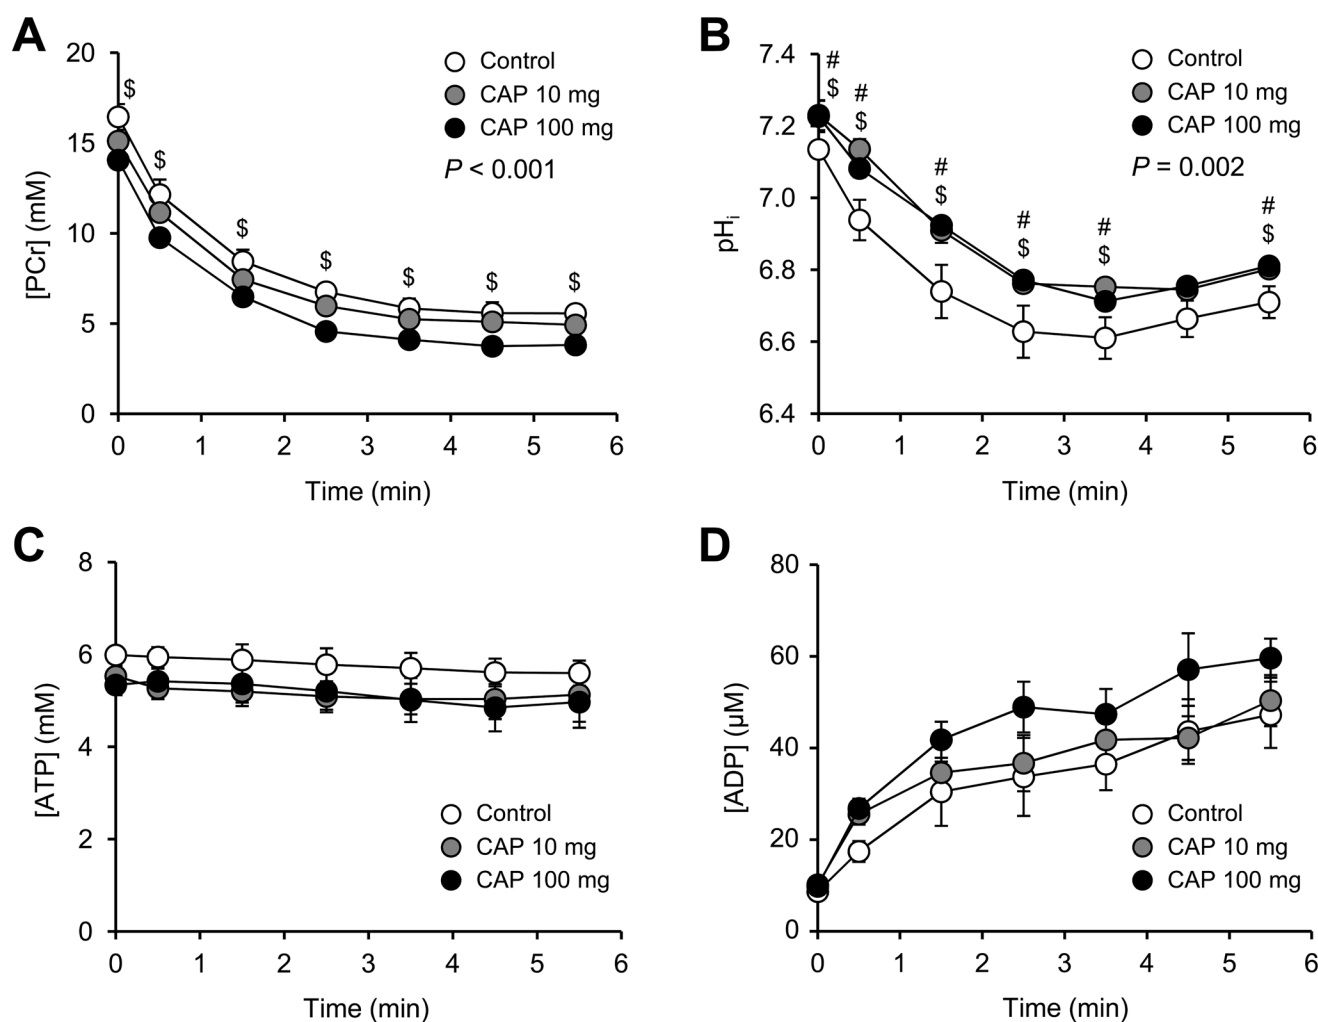 A
[PCr] (mM)
20
15
10
5
0
$
$
$
$
$
$
$
Control
CAP 10 mg
CAP 100 mg
P < 0.001
0 1 2 3 4 5 6
Time (min)
B
pHi
7.4
7.2
7.0
6.8
6.6
6.4
#
$
#
$
#
$
#
$
#
$
#
$
Control
CAP 10 mg
CAP 100 mg
P = 0.002
0 1 2 3 4 5 6
Time (min)
C
[ATP] (mM)
8
6
4
2
0
Control
CAP 10 mg
CAP 100 mg
0 1 2 3 4 5 6
Time (min)
D
[ADP] (μM)
80
60
40
20
0
Control
CAP 10 mg
CAP 100 mg
0 1 2 3 4 5 6
Time (min)